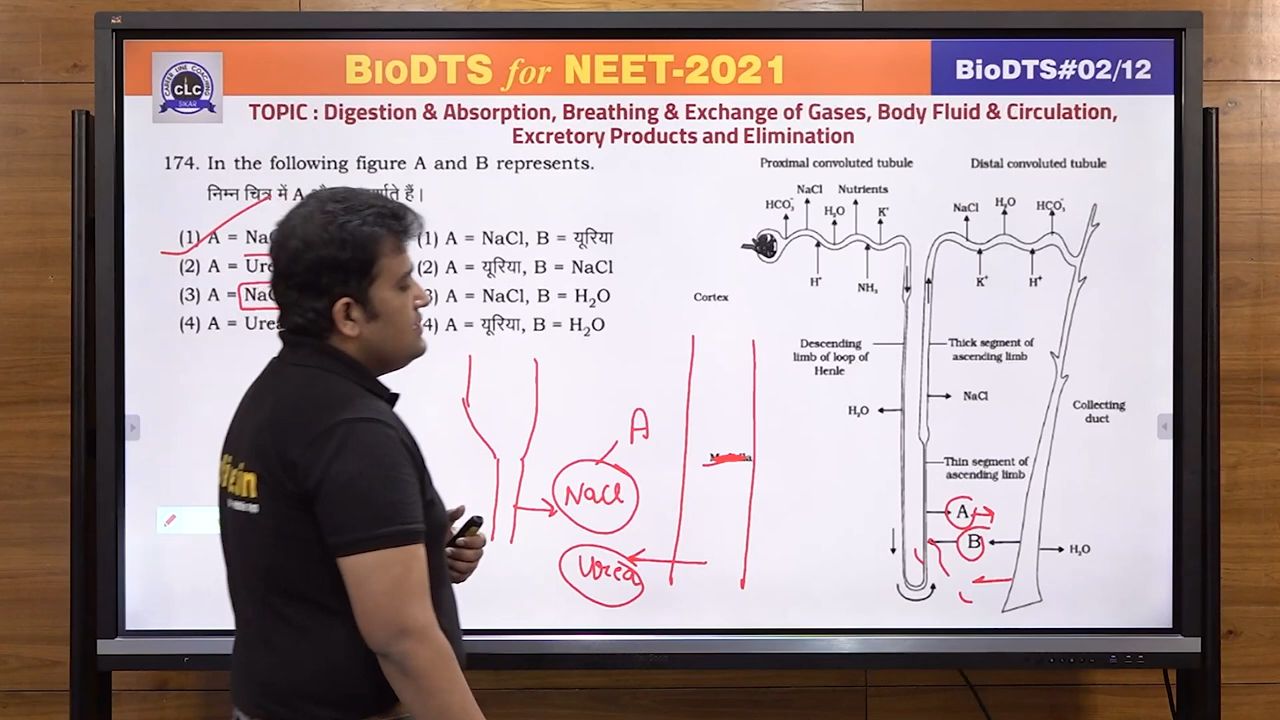 BIODTS for NEET-2021
BIODTS#02/12
CAREER LINE COACHING
CLC
SIKAR
TOPIC : Digestion & Absorption, Breathing & Exchange of Gases, Body Fluid & Circulation,
Excretory Products and Elimination
174. In the following figure A and B represents.
निम्न चित्र में A
हैं।
(1) A =
(1) A = NaCl, B = यूरिया
(2) A =
(2) A = यूरिया, B = NaCl
(3) A =
3) A = NaCl, B = H₂O
(4) A =
4) A = यूरिया, B = H₂O
A
NaCl
Urea
Proximal convoluted tubule
Distal convoluted tubule
NaCl Nutrients
HCO₃⁻ H₂O K⁺
H⁺ NH₃
NaCl H₂O HCO₃⁻
K⁺ H⁺
Cortex
Descending
limb of loop of
Henle
Thick segment of
ascending limb
NaCl
H₂O
Collecting
duct
Thin segment of
ascending limb
A
B
H₂O